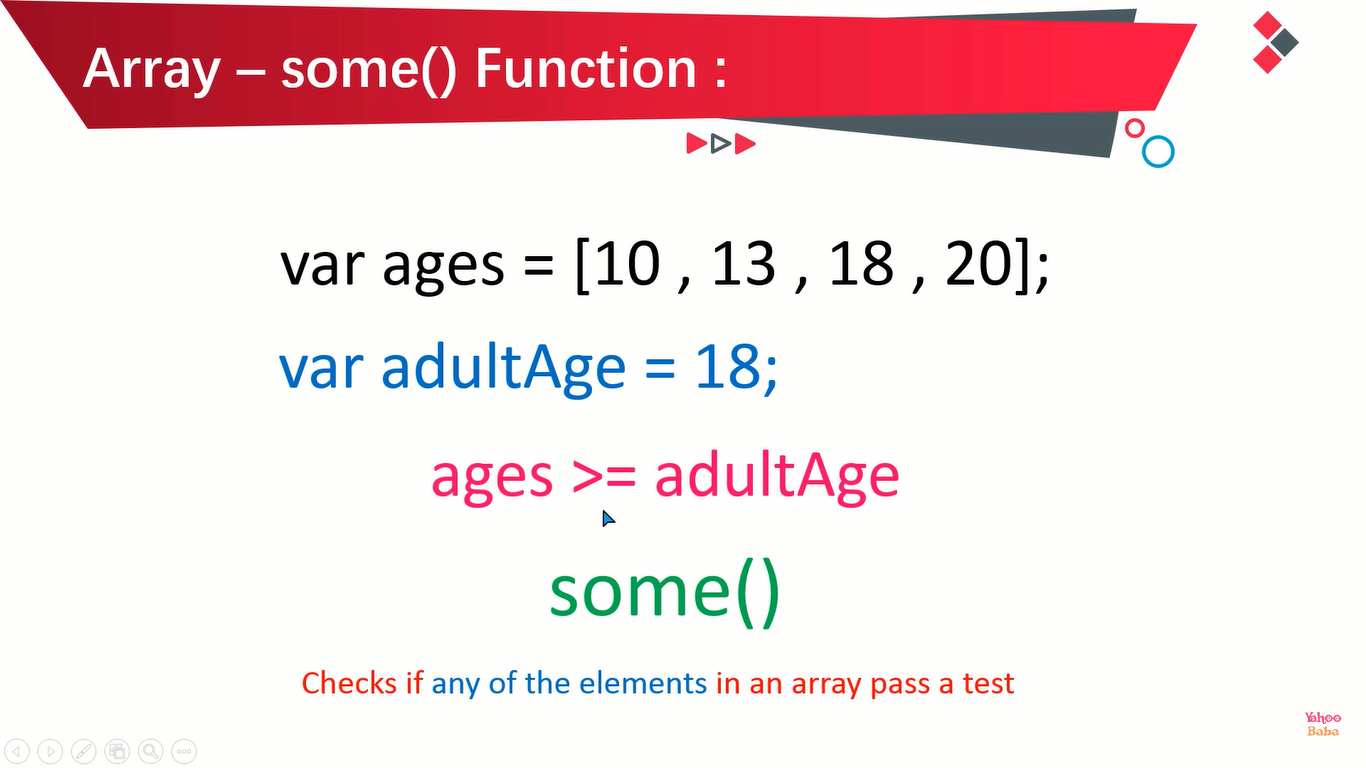 Array – some() Function :
var ages = [10 , 13 , 18 , 20];
var adultAge = 18;
ages >= adultAge
some()
Checks if any of the elements in an array pass a test
Yahoo
Baba